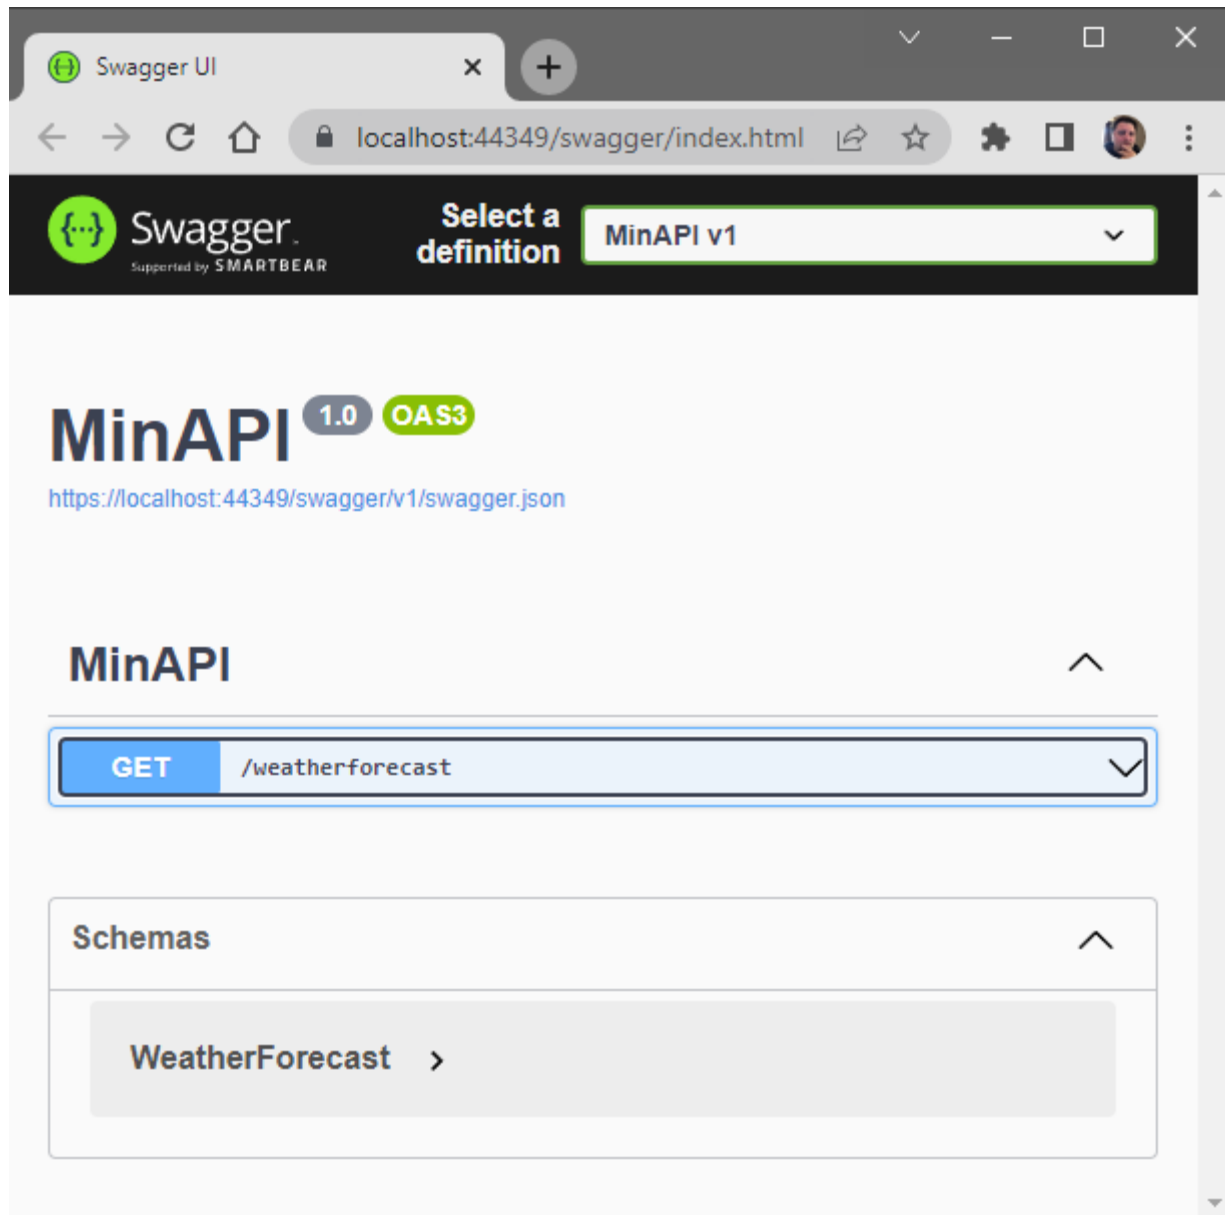 Swagger UI
localhost:44349/swagger/index.html
Swagger.
Supported by SMARTBEAR
Select a
definition
MinAPI v1
MinAPI 1.0 OAS3
https://localhost:44349/swagger/v1/swagger.json
MinAPI
GET /weatherforecast
Schemas
WeatherForecast